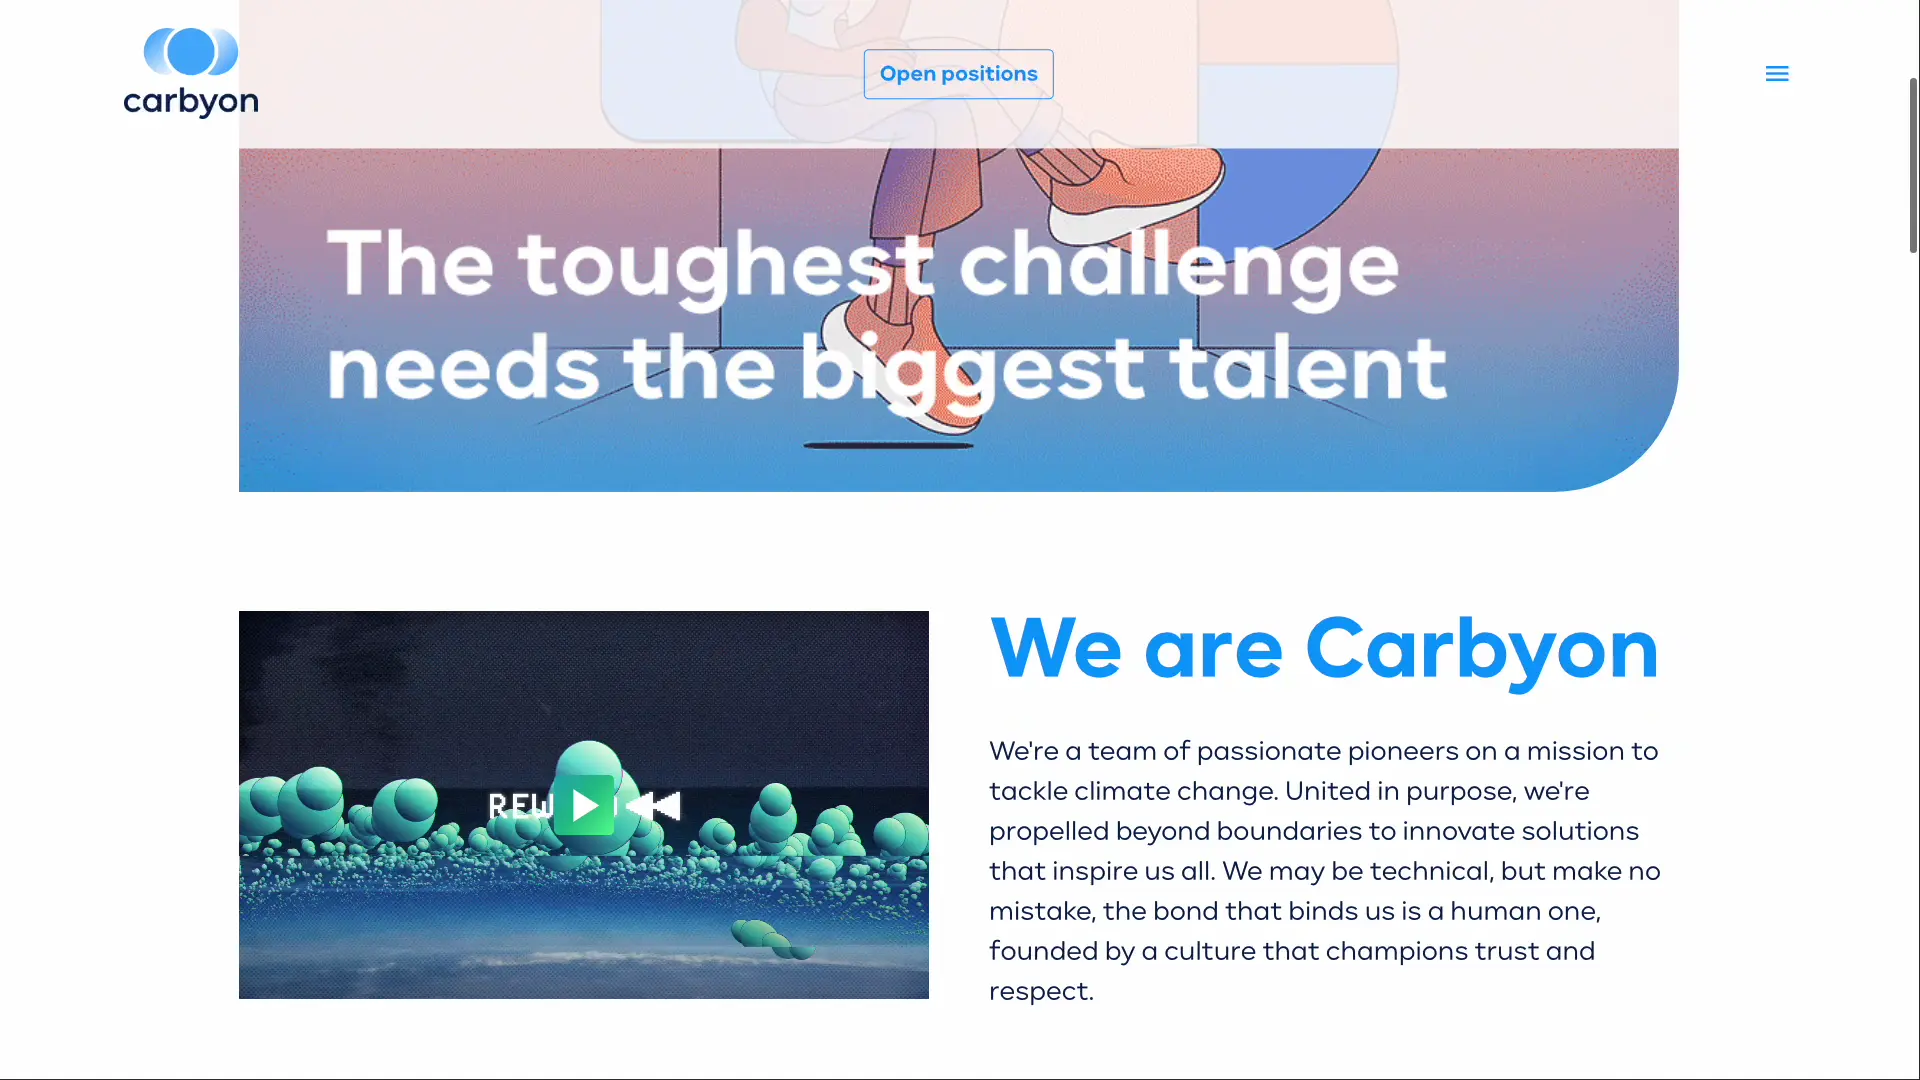 carbyon
Open positions
The toughest challenge
needs the biggest talent
We are Carbyon
We're a team of passionate pioneers on a mission to
tackle climate change. United in purpose, we're
propelled beyond boundaries to innovate solutions
that inspire us all. We may be technical, but make no
mistake, the bond that binds us is a human one,
founded by a culture that champions trust and
respect.